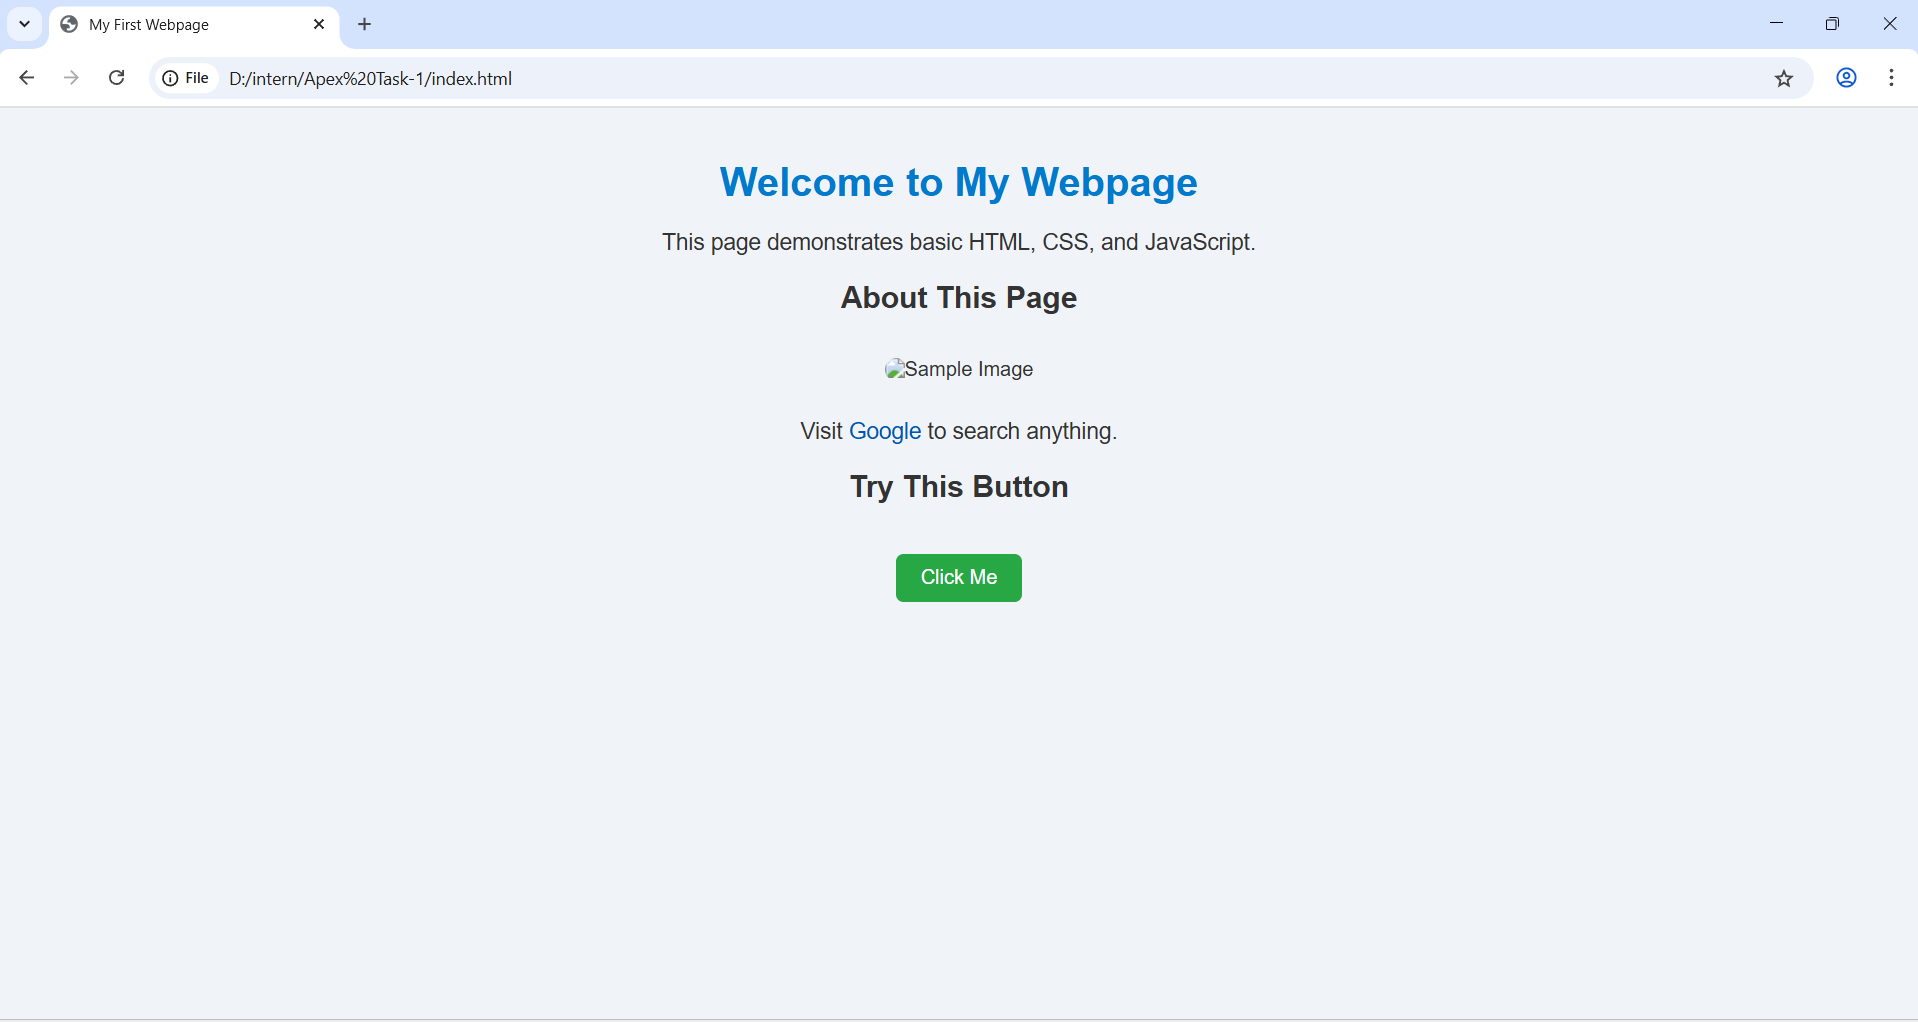 My First Webpage
File D:/intern/Apex%20Task-1/index.html
Welcome to My Webpage
This page demonstrates basic HTML, CSS, and JavaScript.
About This Page
Sample Image
Visit Google to search anything.
Try This Button
Click Me